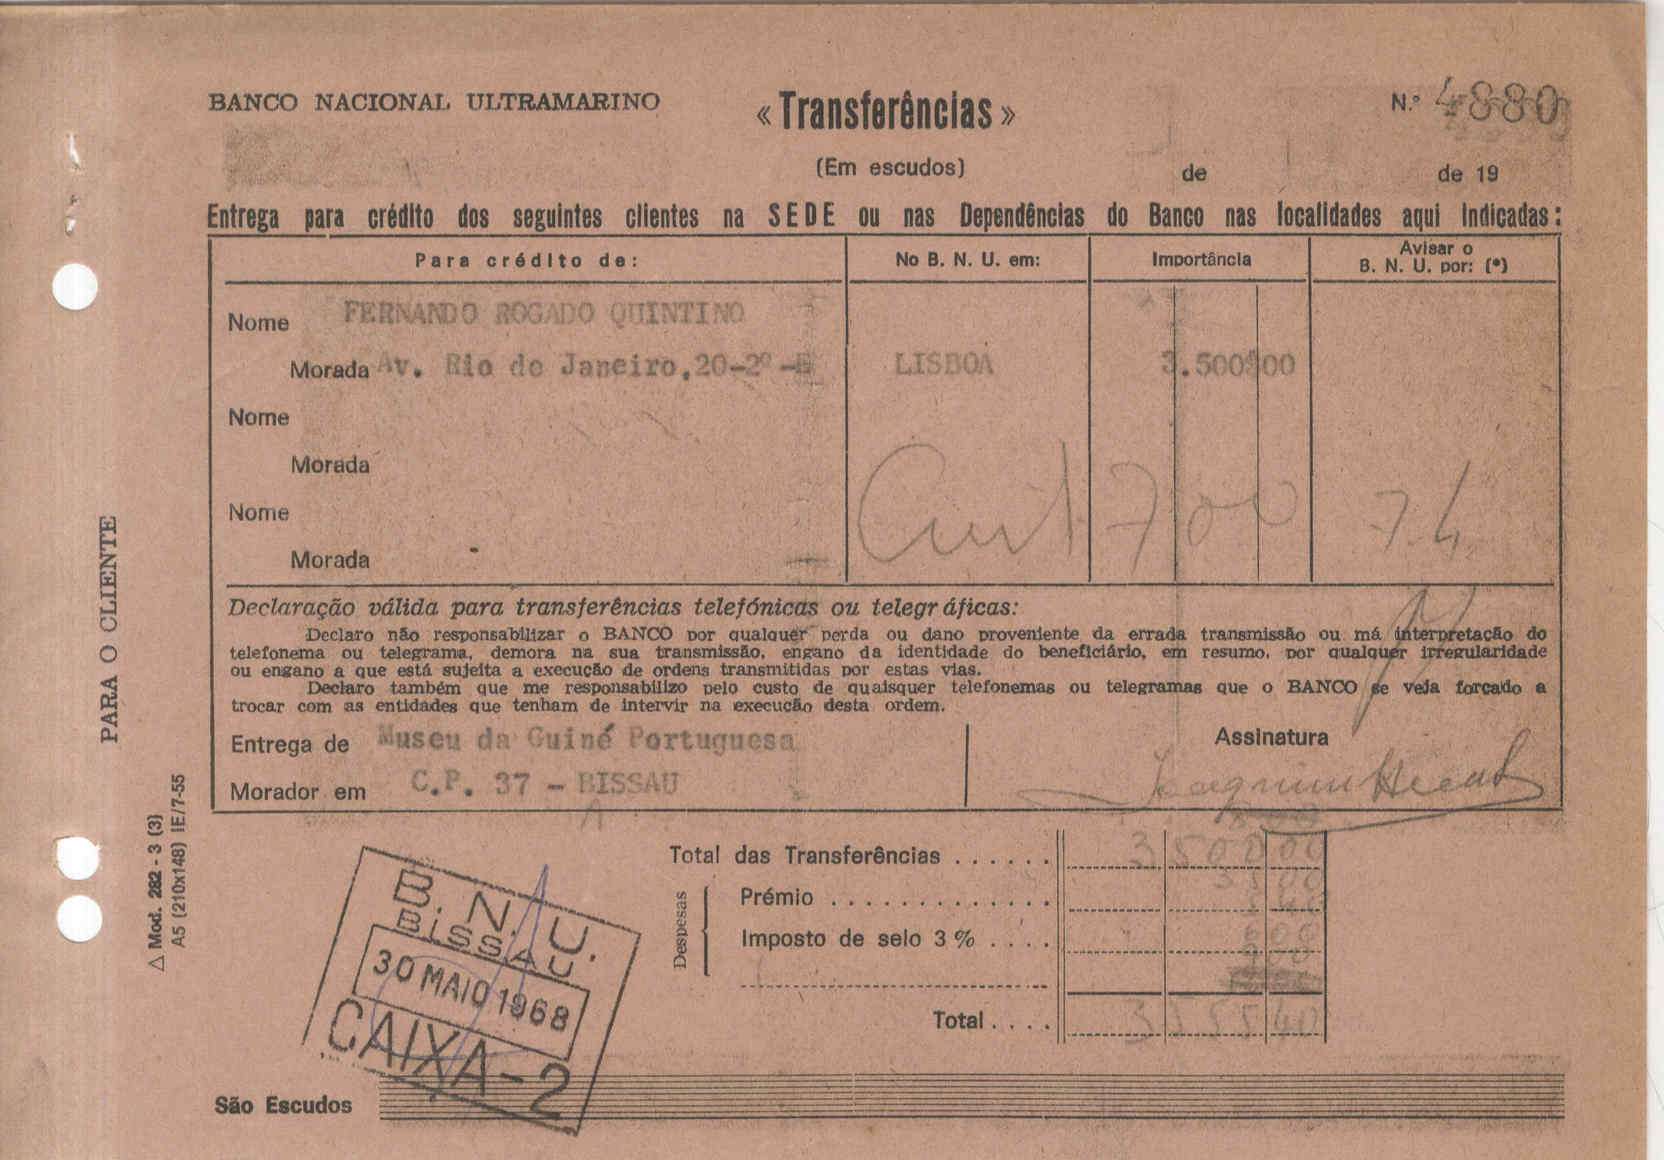 BANCO NACIONAL ULTRAMARINO
«Transferências»
N.º 4880
(Em escudos)
de de 19
Entrega para crédito dos seguintes clientes na SEDE ou nas Dependências do Banco nas localidades aqui indicadas:
Para crédito de: No B. N. U. em: Importância Avisar o B. N. U. por: (*)
Nome FERNANDO ROGADO QUINTINO
Morada Av. Rio de Janeiro,20-2º-E LISBOA 3.500$00
Nome
Morada
Nome 700 7.4
Morada
Declaração válida para transferências telefónicas ou telegráficas:
Declaro não responsabilizar o BANCO por qualquer perda ou dano proveniente da errada transmissão ou má interpretação do
telefonema ou telegrama, demora na sua transmissão, engano da identidade do beneficiário, em resumo, por qualquer irregularidade
ou engano a que está sujeita a execução de ordens transmitidas por estas vias.
Declaro também que me responsabilizo pelo custo de quaisquer telefonemas ou telegramas que o BANCO se veja forçado a
trocar com as entidades que tenham de intervir na execução desta ordem.
Entrega de Museu da Guiné Portuguesa Assinatura
Morador em C.P. 37 - BISSAU
Total das Transferências . . . . . . 3 500 00
Despesas
Prémio . . . . . . . . . . . . .
Imposto de selo 3% . . . .
Total . . . . 3 555 40
São Escudos
B. N. U.
BISSAU
30 MAIO 1968
CAIXA-2
PARA O CLIENTE
△ Mod. 282 - 3 (3)
A5 (210x148) IE/7-55